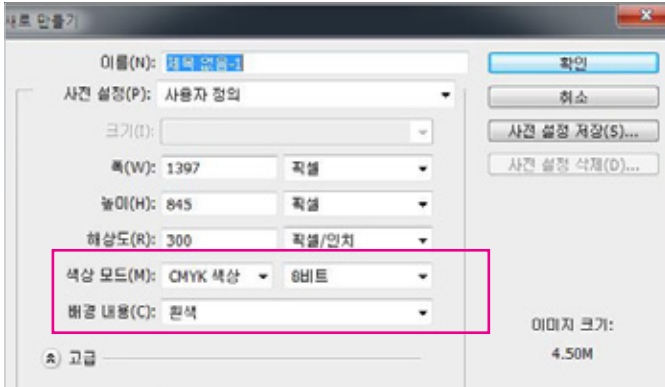 새로 만들기
이름(N): 제목 없음-1
확인
사전 설정(P): 사용자 정의
취소
크기(I):
사전 설정 저장(S)...
폭(W): 1397 픽셀
사전 설정 삭제(D)...
높이(H): 845 픽셀
해상도(R): 300 픽셀/인치
색상 모드(M): CMYK 색상 8비트
배경 내용(C): 흰색
이미지 크기:
4.50M
고급